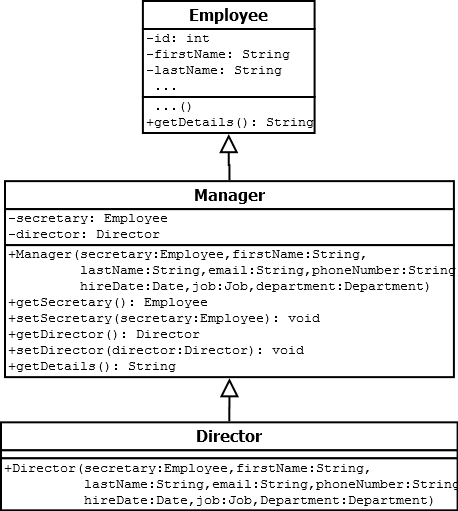 Employee
-id: int
-firstName: String
-lastName: String
...
...()
+getDetails(): String
Manager
-secretary: Employee
-director: Director
+Manager(secretary:Employee,firstName:String,
lastName:String,email:String,phoneNumber:String
hireDate:Date,job:Job,department:Department)
+getSecretary(): Employee
+setSecretary(secretary:Employee): void
+getDirector(): Director
+setDirector(director:Director): void
+getDetails(): String
Director
+Director(secretary:Employee,firstName:String,
lastName:String,email:String,phoneNumber:String
hireDate:Date,job:Job,Department:Department)